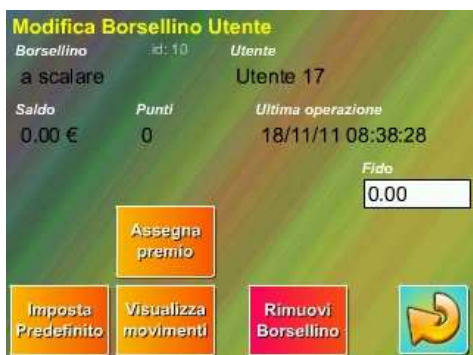 Modifica Borsellino Utente
Borsellino id: 10 Utente
a scalare Utente 17
Saldo Punti Ultima operazione
0.00 € 0 18/11/11 08:38:28
Fido
0.00
Assegna
premio
Imposta
Predefinito
Visualizza
movimenti
Rimuovi
Borsellino